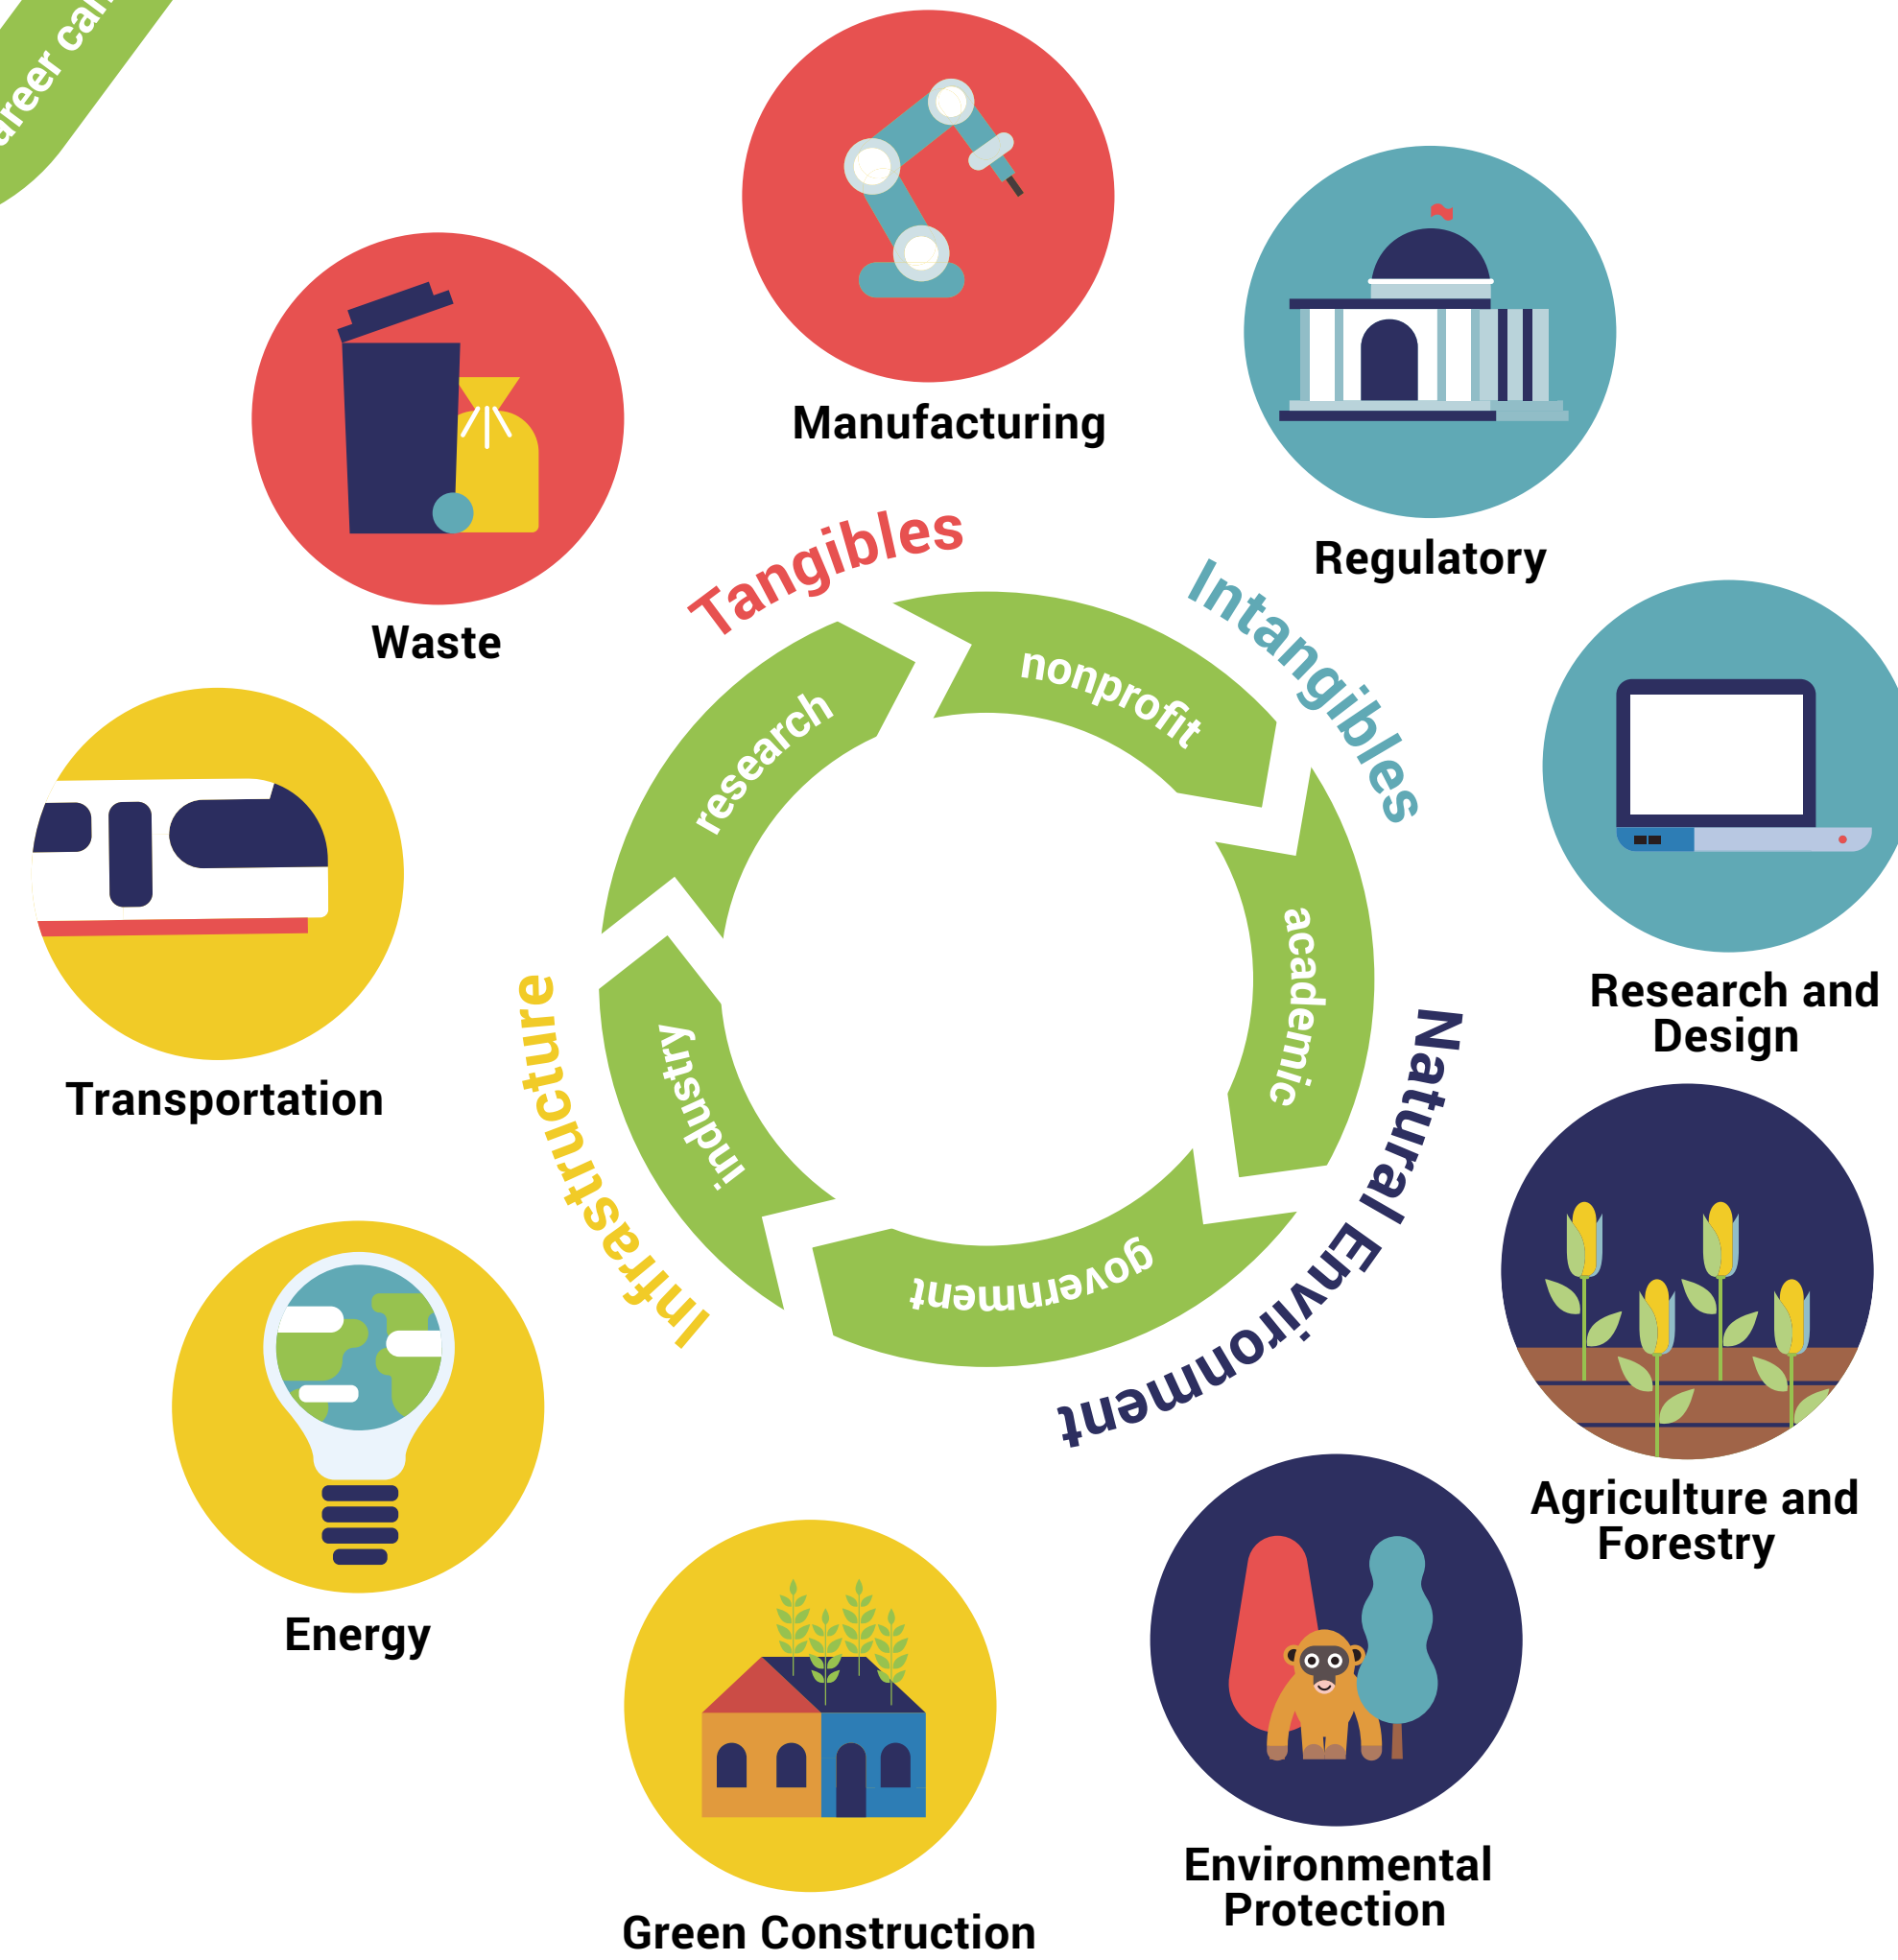 Manufacturing
Regulatory
Waste
Tangibles
Intangibles
nonprofit
research
academic
Research and
Design
Transportation
Infrastructure
industry
government
Natural Environment
Agriculture and
Forestry
Energy
Environmental
Protection
Green Construction